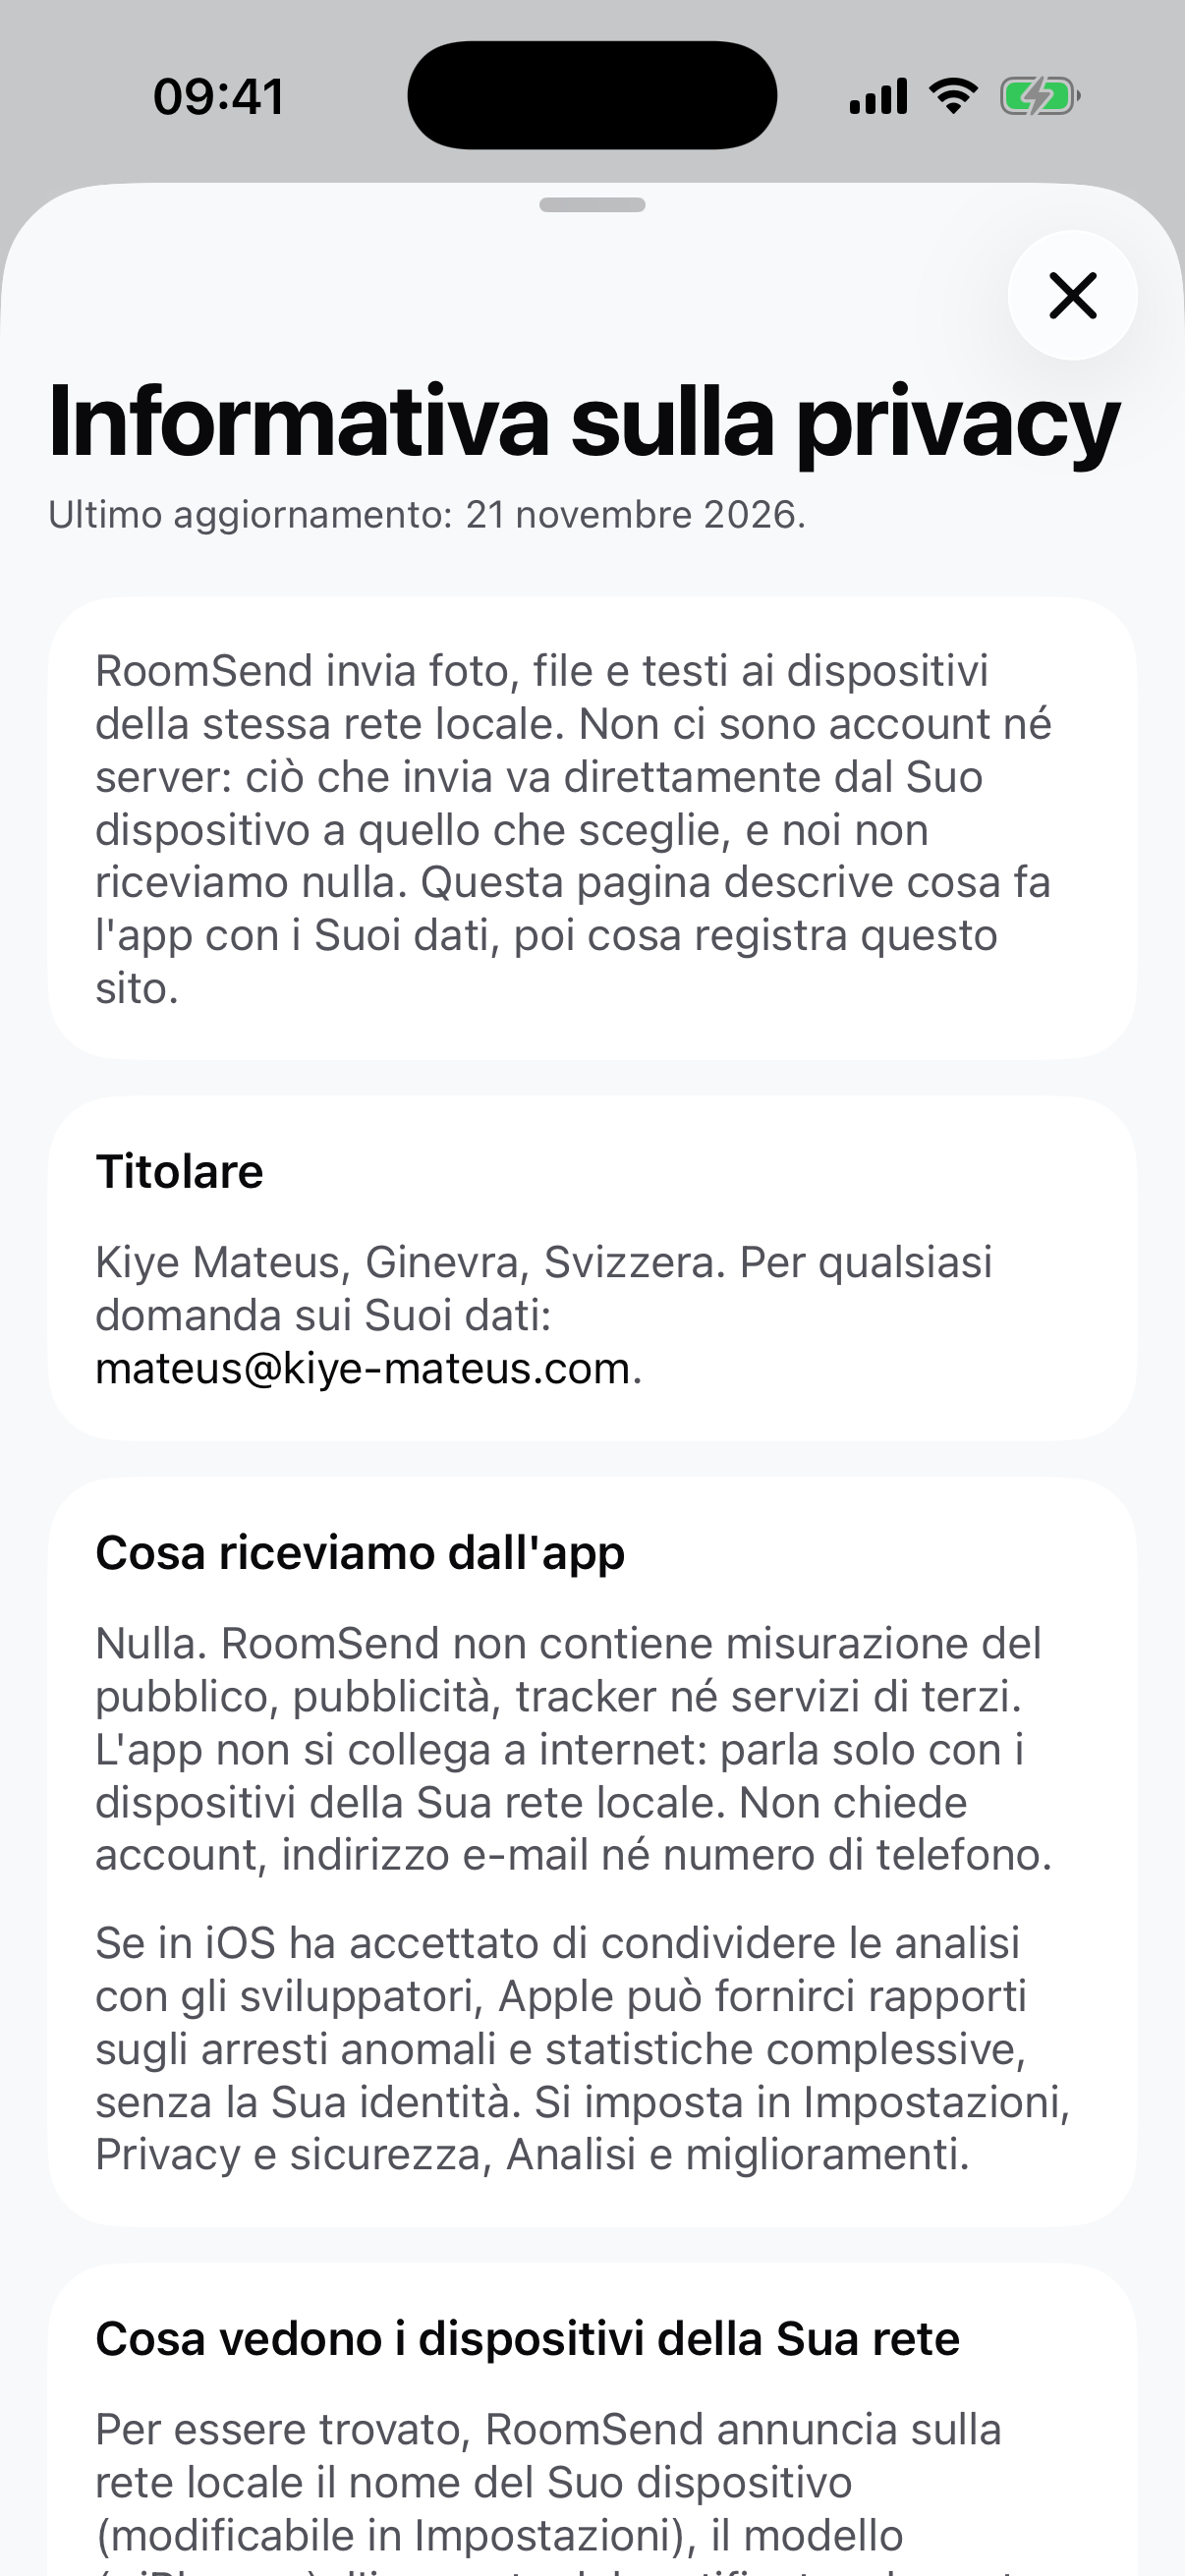 09:41
Informativa sulla privacy
Ultimo aggiornamento: 21 novembre 2026.
RoomSend invia foto, file e testi ai dispositivi
della stessa rete locale. Non ci sono account né
server: ciò che invia va direttamente dal Suo
dispositivo a quello che sceglie, e noi non
riceviamo nulla. Questa pagina descrive cosa fa
l'app con i Suoi dati, poi cosa registra questo
sito.
Titolare
Kiye Mateus, Ginevra, Svizzera. Per qualsiasi
domanda sui Suoi dati:
mateus@kiye-mateus.com.
Cosa riceviamo dall'app
Nulla. RoomSend non contiene misurazione del
pubblico, pubblicità, tracker né servizi di terzi.
L'app non si collega a internet: parla solo con i
dispositivi della Sua rete locale. Non chiede
account, indirizzo e-mail né numero di telefono.
Se in iOS ha accettato di condividere le analisi
con gli sviluppatori, Apple può fornirci rapporti
sugli arresti anomali e statistiche complessive,
senza la Sua identità. Si imposta in Impostazioni,
Privacy e sicurezza, Analisi e miglioramenti.
Cosa vedono i dispositivi della Sua rete
Per essere trovato, RoomSend annuncia sulla
rete locale il nome del Suo dispositivo
(modificabile in Impostazioni), il modello